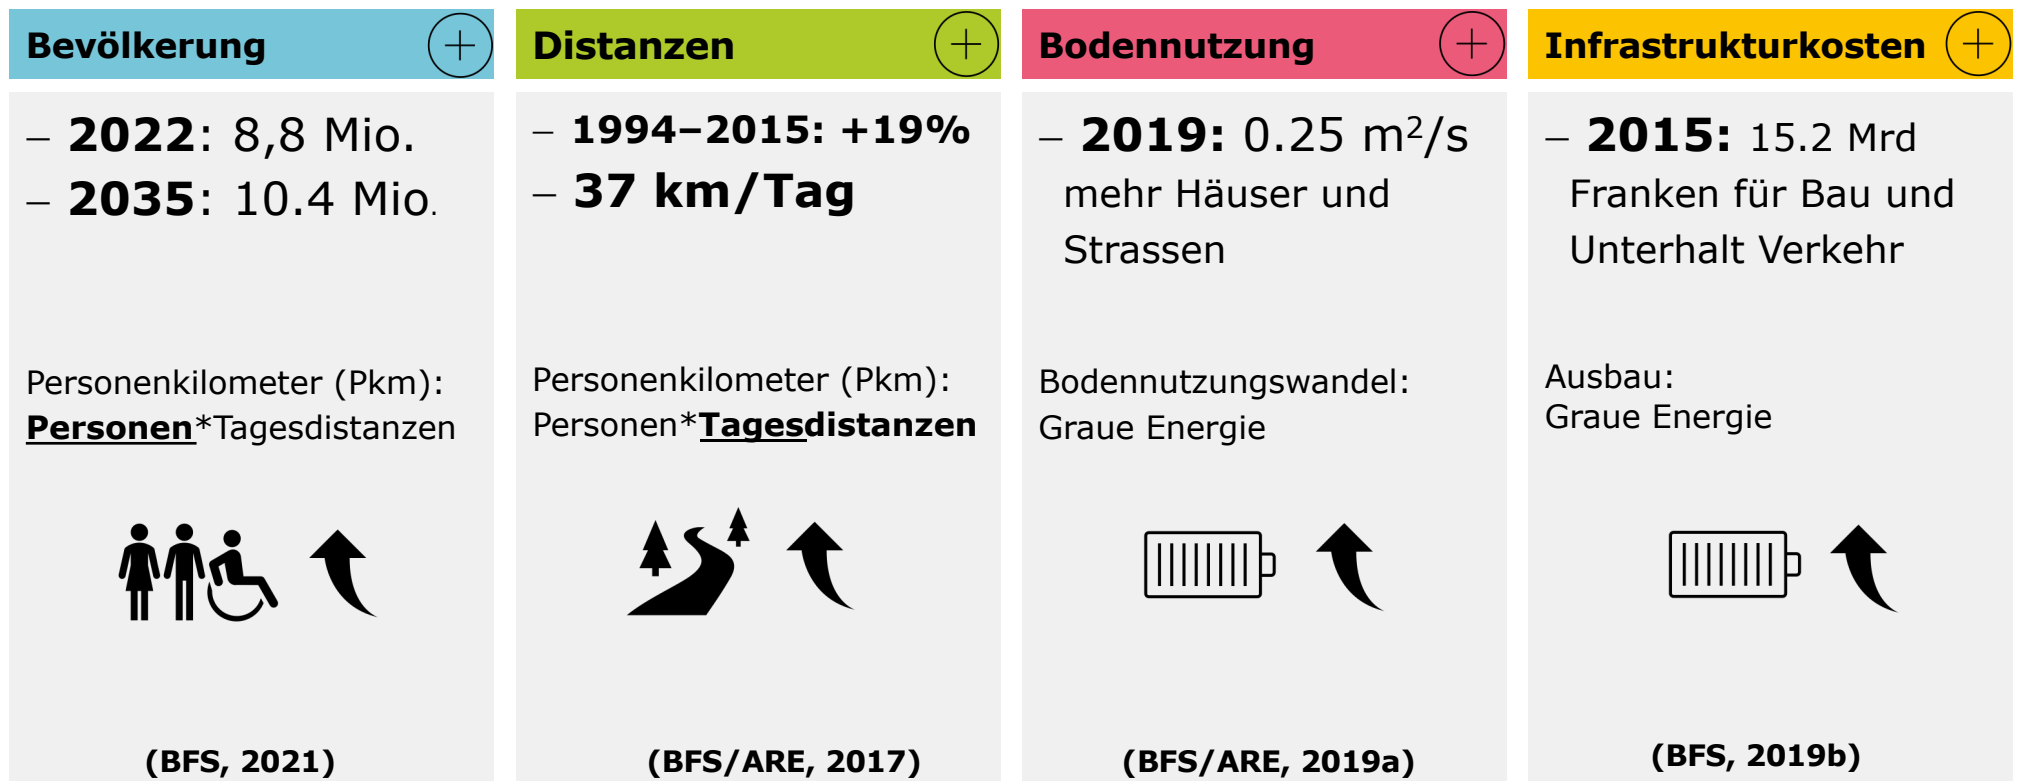 Bevölkerung
– 2022: 8,8 Mio.
– 2035: 10.4 Mio.
Personenkilometer (Pkm):
Personen*Tagesdistanzen
(BFS, 2021)
Distanzen
– 1994–2015: +19%
– 37 km/Tag
Personenkilometer (Pkm):
Personen*Tagesdistanzen
(BFS/ARE, 2017)
Bodennutzung
– 2019: 0.25 m²/s
mehr Häuser und
Strassen
Bodennutzungswandel:
Graue Energie
(BFS/ARE, 2019a)
Infrastrukturkosten
– 2015: 15.2 Mrd
Franken für Bau und
Unterhalt Verkehr
Ausbau:
Graue Energie
(BFS, 2019b)